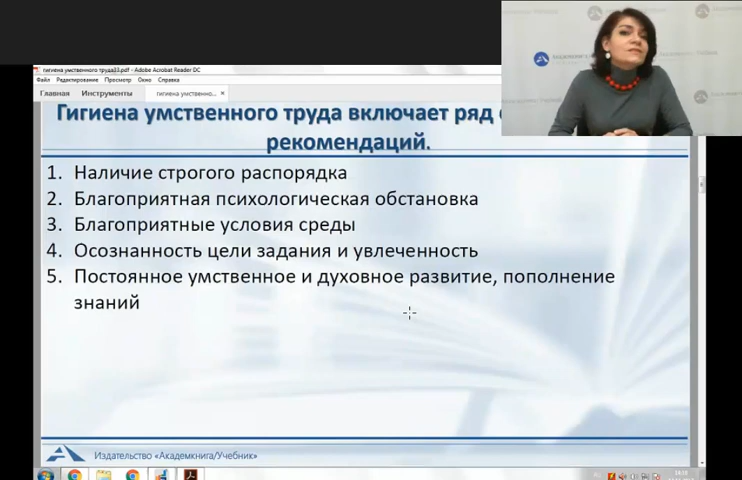 гигиена умственного труда33.pdf - Adobe Acrobat Reader DC
Файл Редактирование Просмотр Окно Справка
Главная Инструменты гигиена умственно... ×
Гигиена умственного труда включает ряд
рекомендаций.
1. Наличие строгого распорядка
2. Благоприятная психологическая обстановка
3. Благоприятные условия среды
4. Осознанность цели задания и увлеченность
5. Постоянное умственное и духовное развитие, пополнение
знаний
Издательство «Академкнига/Учебник»